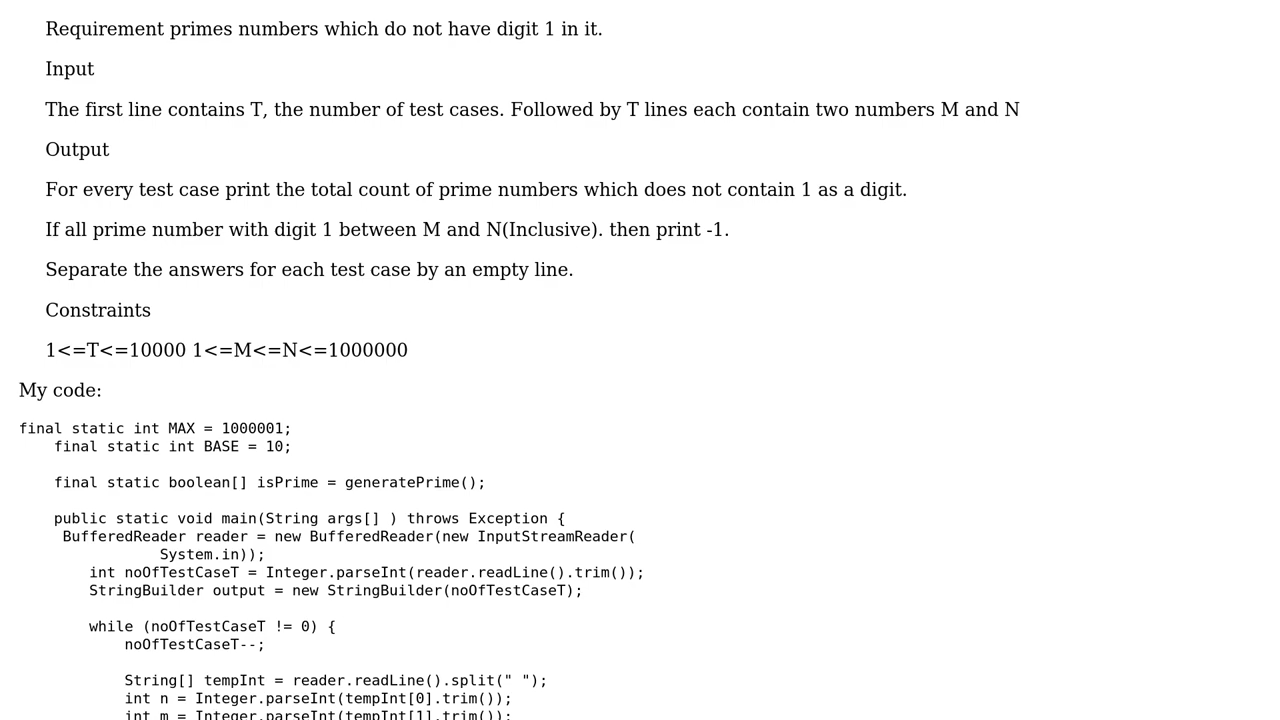 Requirement primes numbers which do not have digit 1 in it.
Input
The first line contains T, the number of test cases. Followed by T lines each contain two numbers M and N
Output
For every test case print the total count of prime numbers which does not contain 1 as a digit.
If all prime number with digit 1 between M and N(Inclusive). then print -1.
Separate the answers for each test case by an empty line.
Constraints
1<=T<=10000 1<=M<=N<=1000000
My code:
final static int MAX = 1000001;
    final static int BASE = 10;
    final static boolean[] isPrime = generatePrime();
    public static void main(String args[] ) throws Exception {
     BufferedReader reader = new BufferedReader(new InputStreamReader(
                System.in));
        int noOfTestCaseT = Integer.parseInt(reader.readLine().trim());
        StringBuilder output = new StringBuilder(noOfTestCaseT);
        while (noOfTestCaseT != 0) {
            noOfTestCaseT--;
            String[] tempInt = reader.readLine().split(" ");
            int n = Integer.parseInt(tempInt[0].trim());
            int m = Integer.parseInt(tempInt[1].trim());